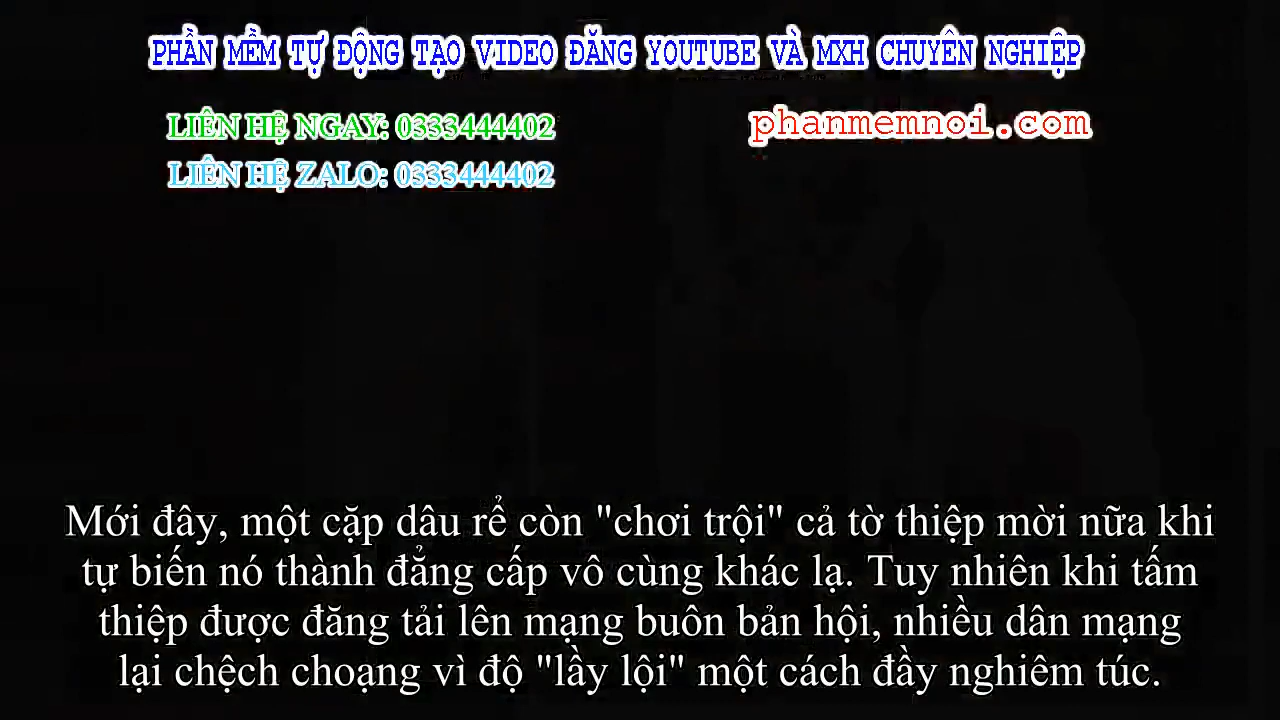 PHẦN MỀM TỰ ĐỘNG TẠO VIDEO ĐĂNG YOUTUBE VÀ MXH CHUYÊN NGHIỆP
LIÊN HỆ NGAY: 0333444402
phanmemnoi.com
LIÊN HỆ ZALO: 0333444402
Mới đây, một cặp dâu rể còn "chơi trội" cả tờ thiệp mời nữa khi
tự biến nó thành đẳng cấp vô cùng khác lạ. Tuy nhiên khi tấm
thiệp được đăng tải lên mạng buôn bản hội, nhiều dân mạng
lại chệch choạng vì độ "lầy lội" một cách đầy nghiêm túc.